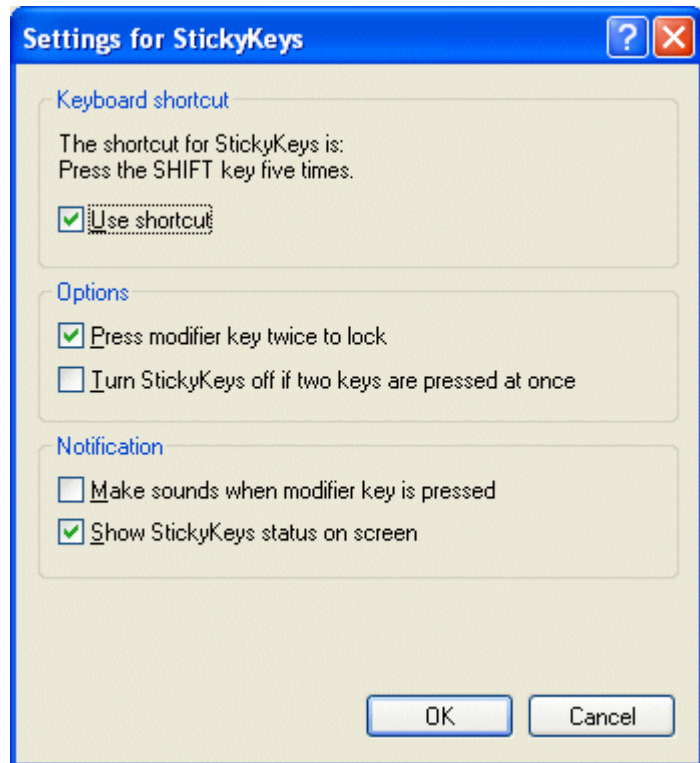 Settings for StickyKeys
?
Keyboard shortcut
The shortcut for StickyKeys is:
Press the SHIFT key five times.
Use shortcut
Options
Press modifier key twice to lock
Turn StickyKeys off if two keys are pressed at once
Notification
Make sounds when modifier key is pressed
Show StickyKeys status on screen
OK
Cancel